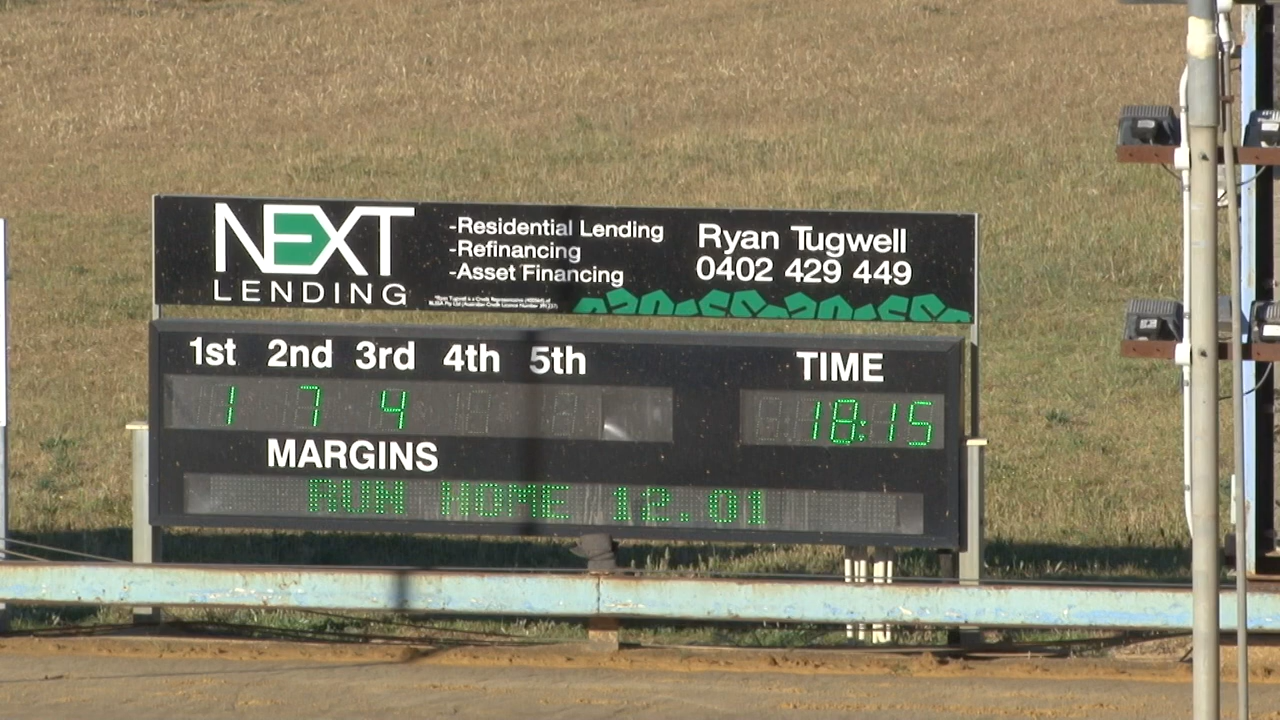 NEXT
LENDING
-Residential Lending
-Refinancing
-Asset Financing
Ryan Tugwell
0402 429 449
1st 2nd 3rd 4th 5th TIME
1 7 4 18:15
MARGINS
RUN HOME 12.01